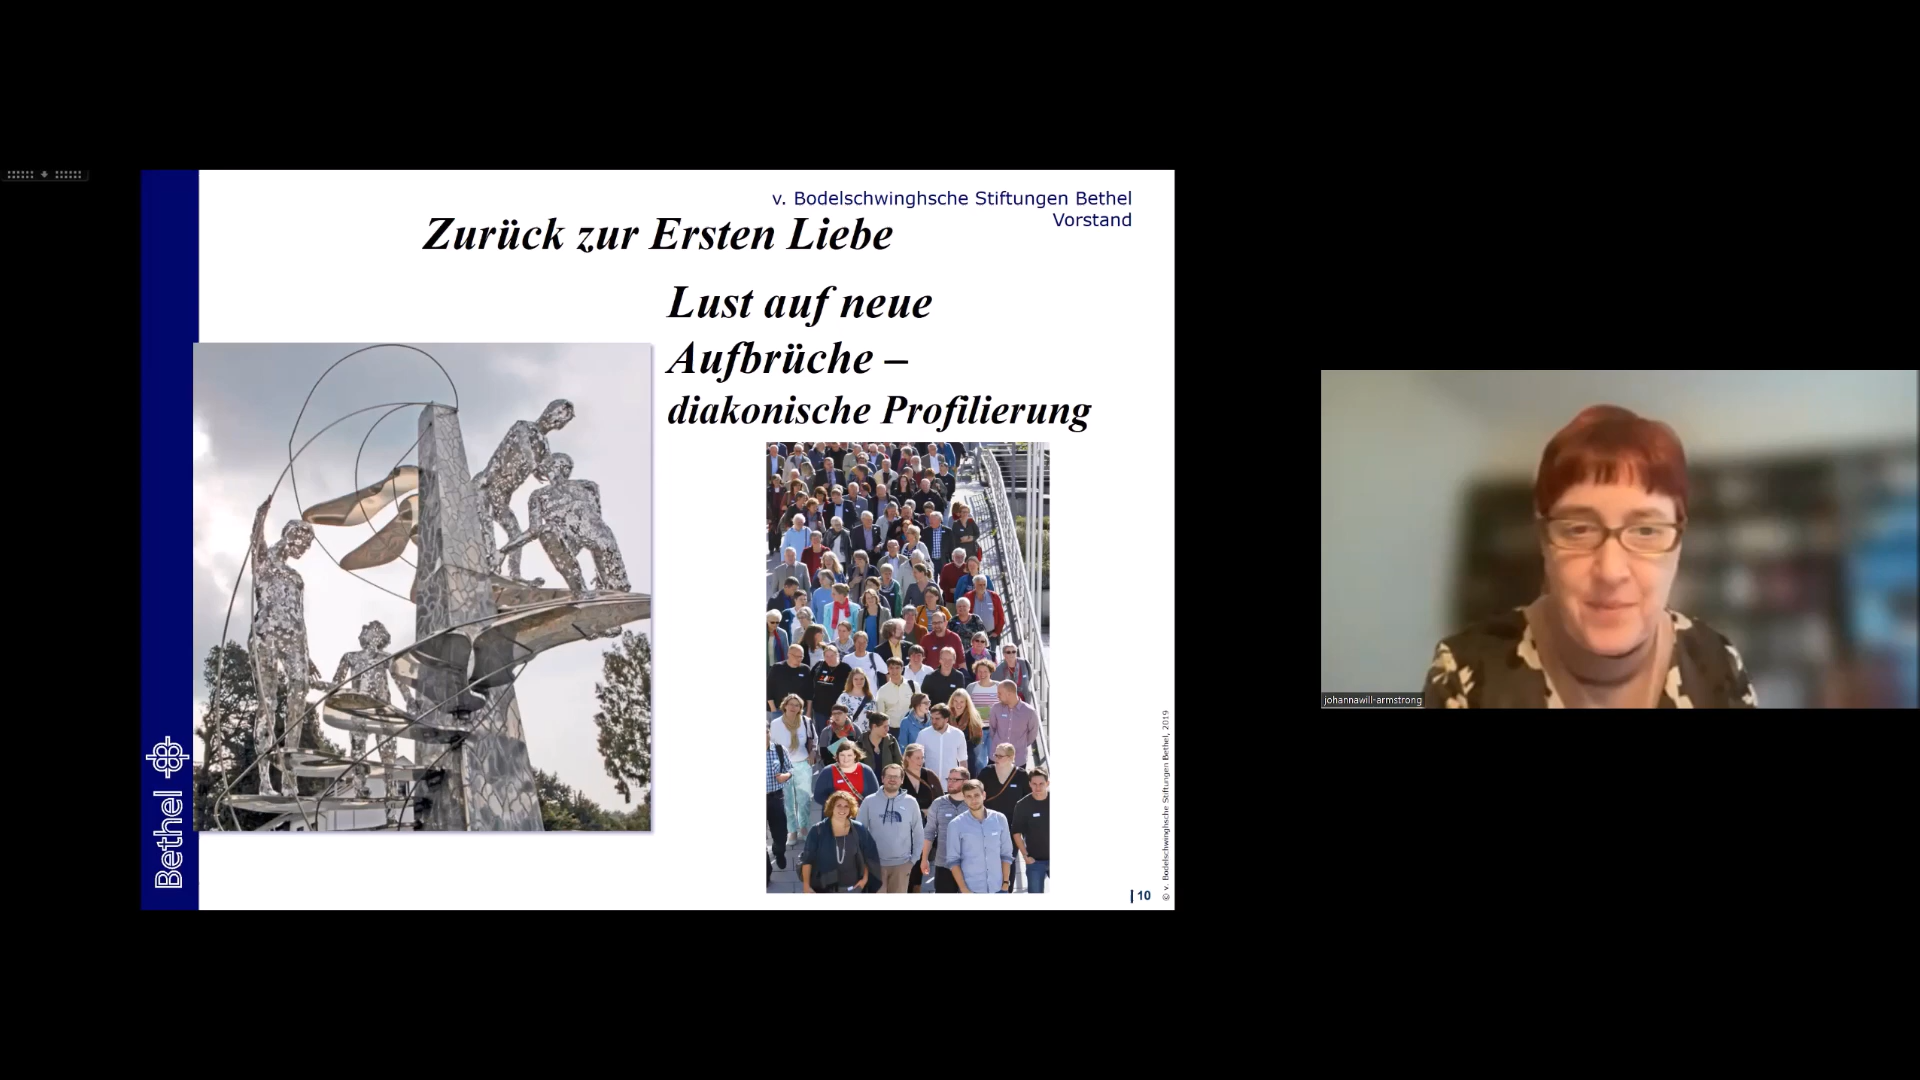 v. Bodelschwinghsche Stiftungen Bethel
Vorstand
Zurück zur Ersten Liebe
Lust auf neue
Aufbrüche –
diakonische Profilierung
Bethel
© v. Bodelschwinghsche Stiftungen Bethel, 2019
| 10
johannawill-armstrong